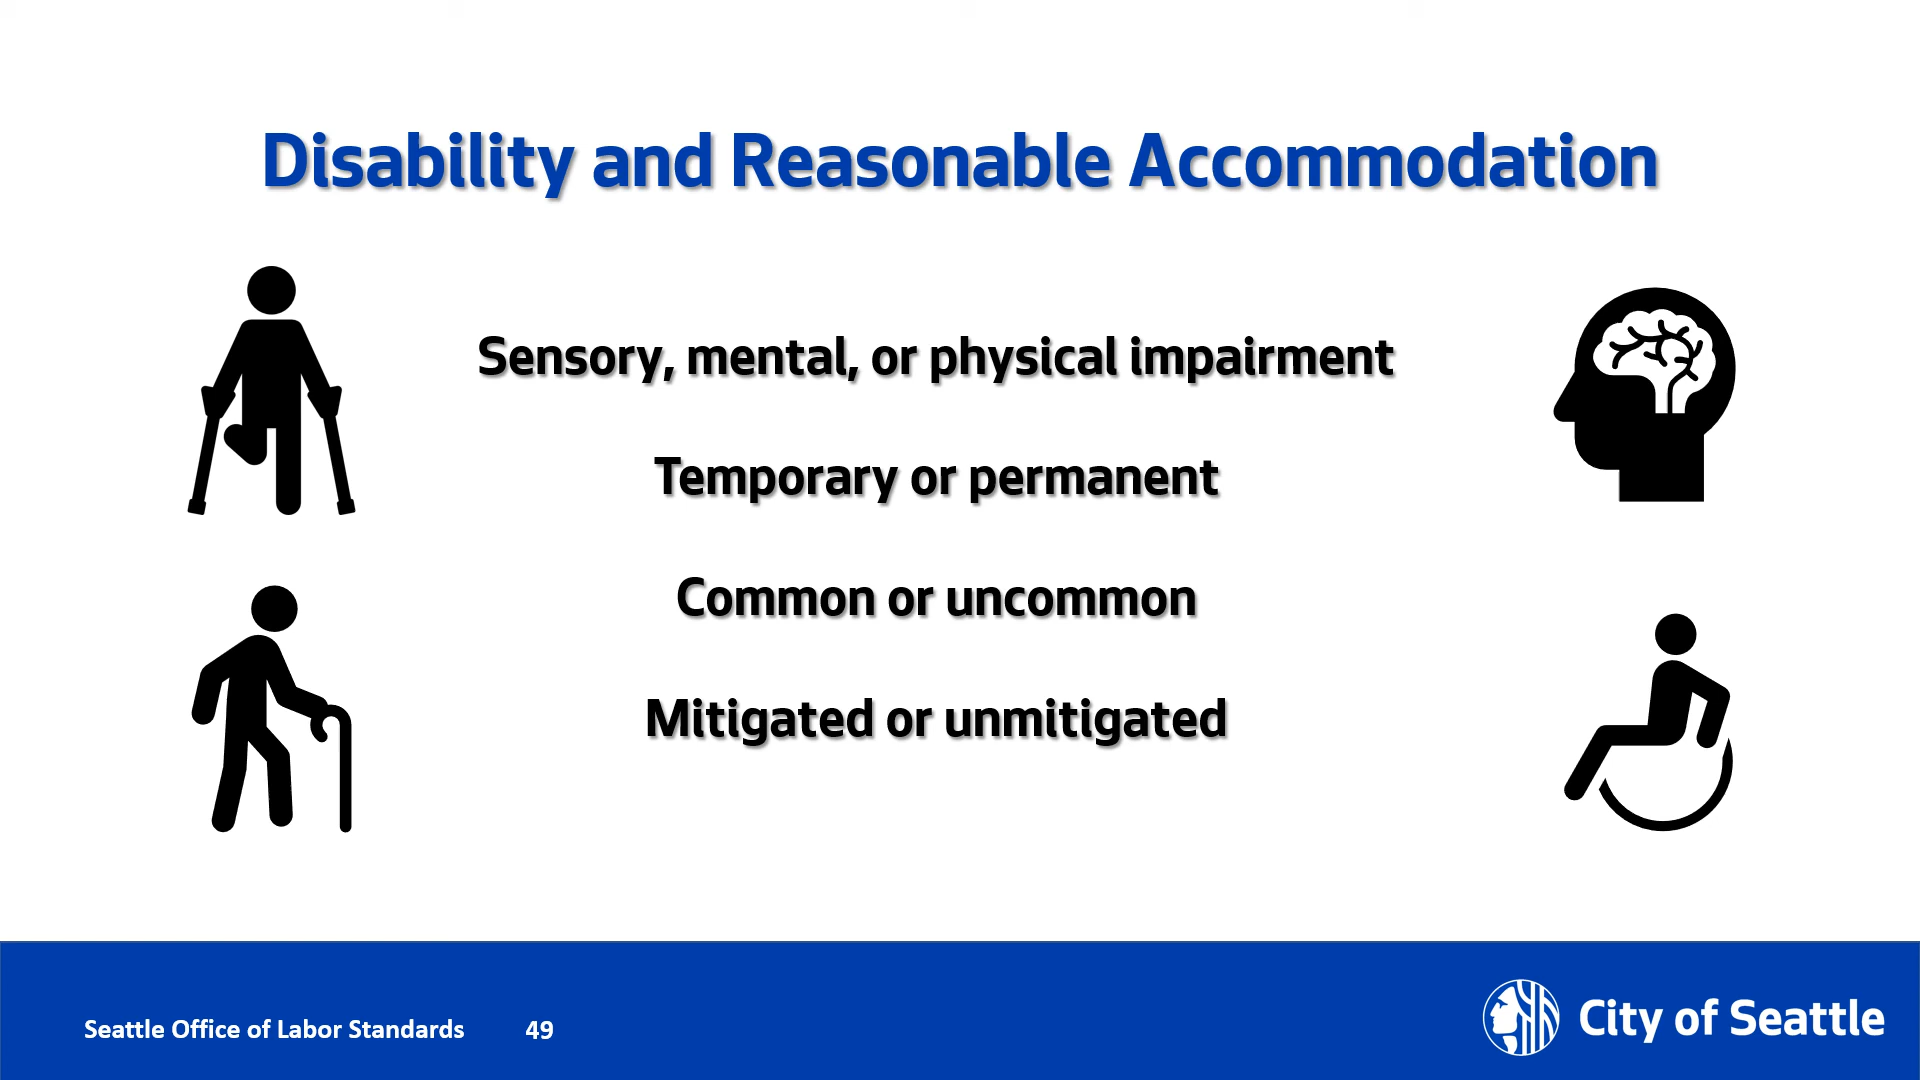 Disability and Reasonable Accommodation
Sensory, mental, or physical impairment
Temporary or permanent
Common or uncommon
Mitigated or unmitigated
Seattle Office of Labor Standards 49
City of Seattle